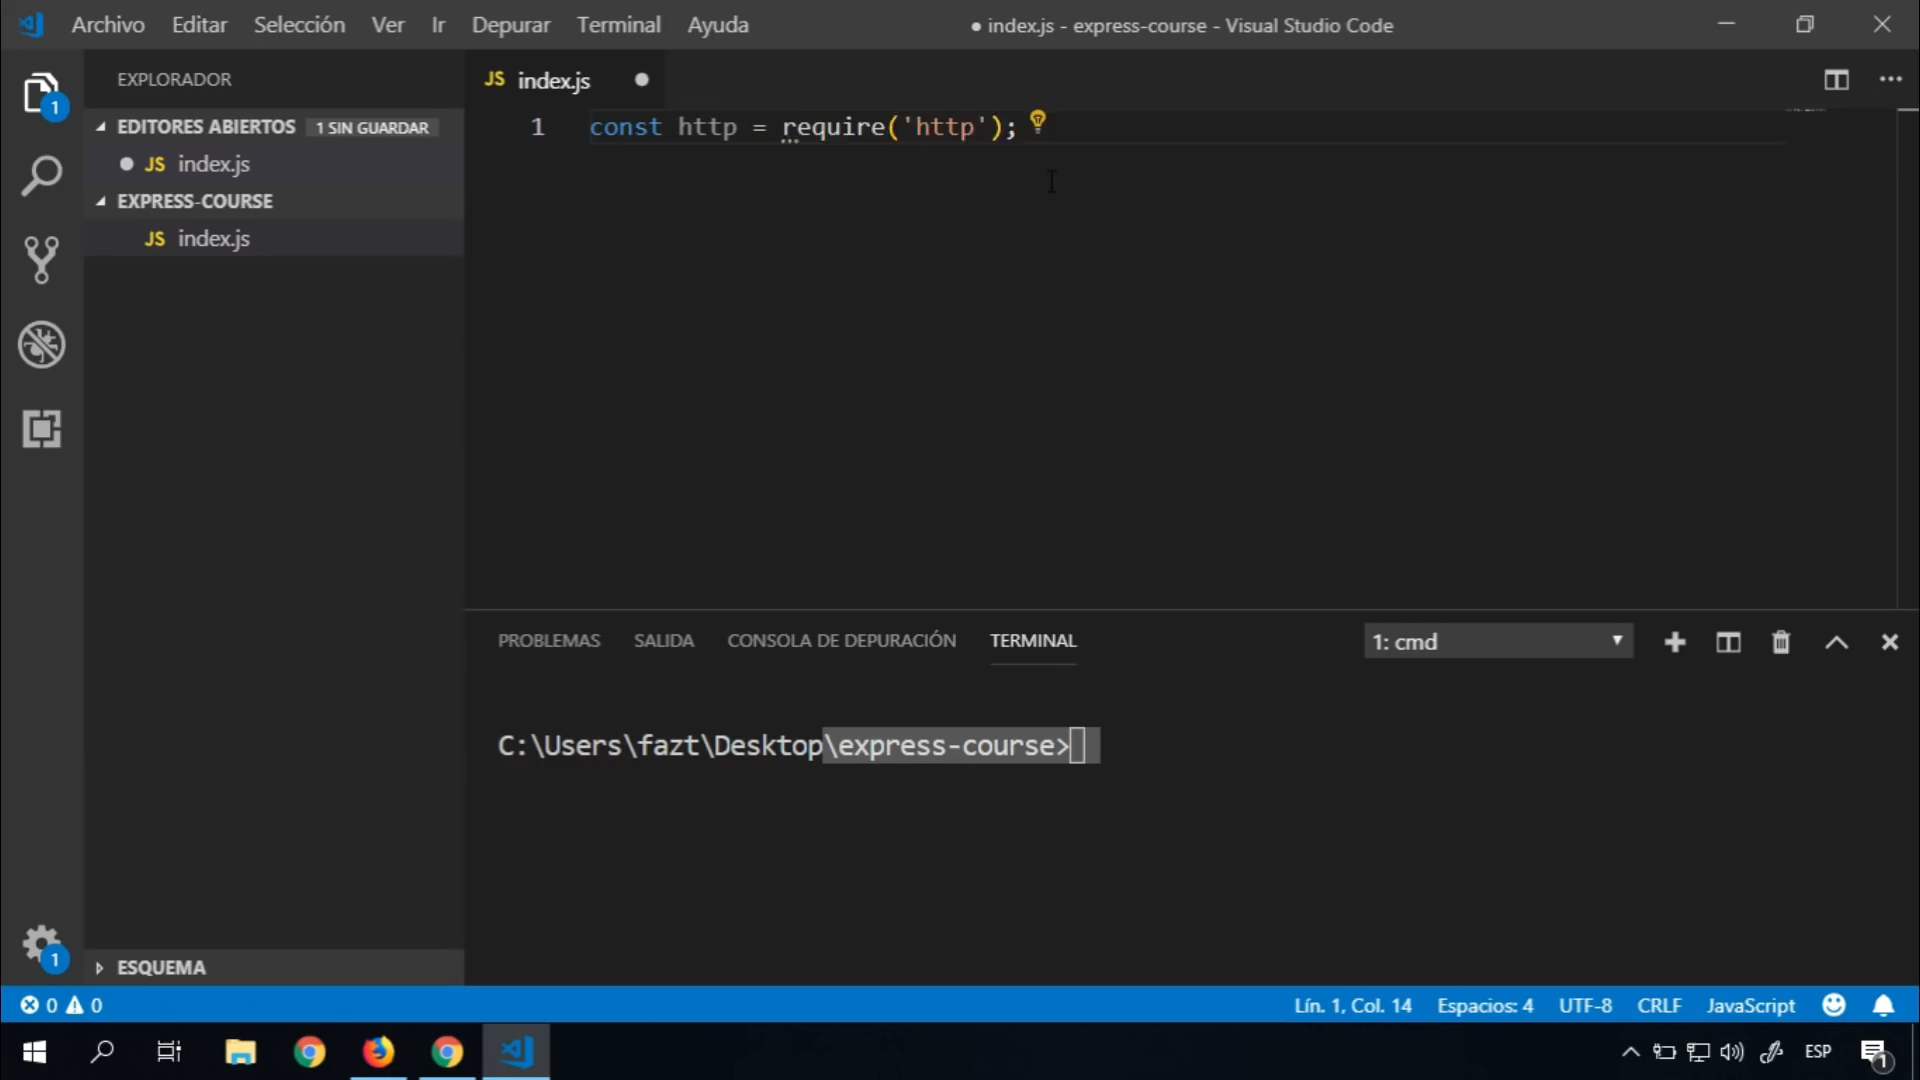 Archivo Editar Selección Ver Ir Depurar Terminal Ayuda
● index.js - express-course - Visual Studio Code
EXPLORADOR
1
EDITORES ABIERTOS 1 SIN GUARDAR
JS index.js
EXPRESS-COURSE
JS index.js
JS index.js
1 const http = require('http');
PROBLEMAS SALIDA CONSOLA DE DEPURACIÓN TERMINAL
1: cmd
C:\Users\fazt\Desktop\express-course>
1
ESQUEMA
0 0
Lín. 1, Col. 14 Espacios: 4 UTF-8 CRLF JavaScript
ESP
1